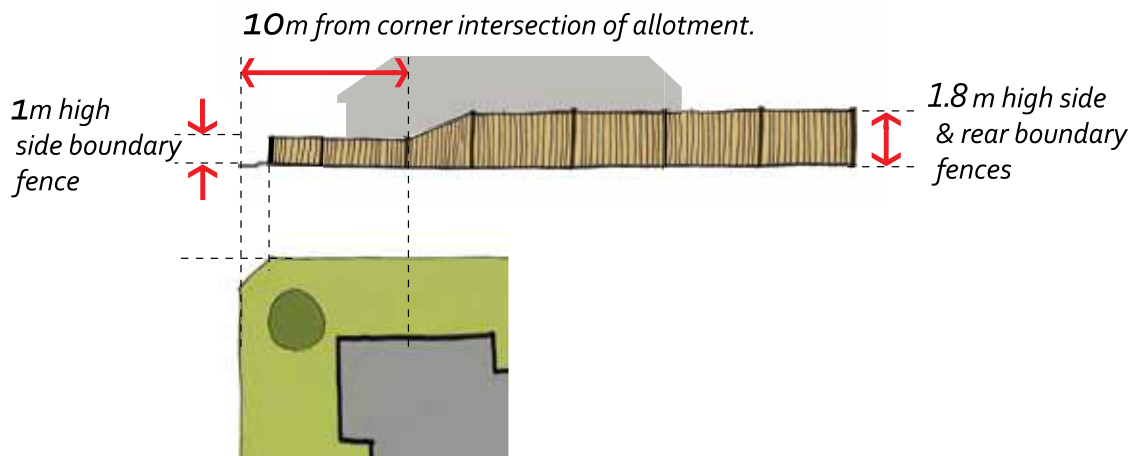 10m from corner intersection of allotment.
1m high
side boundary
fence
1.8 m high side
& rear boundary
fences